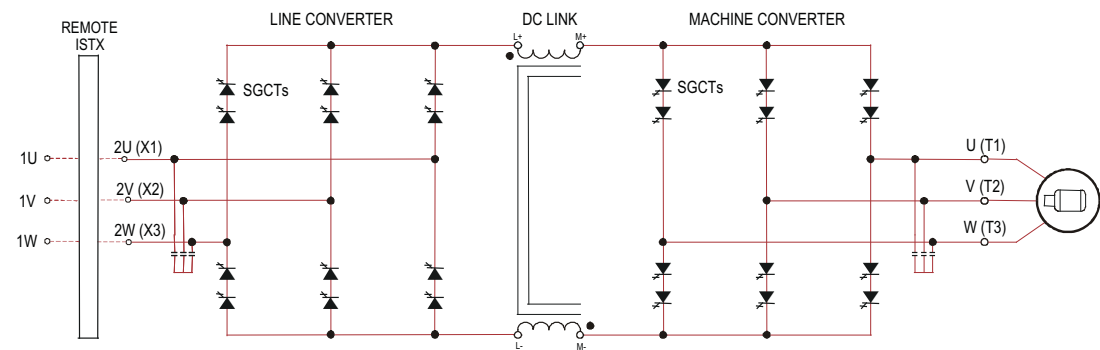 REMOTE
ISTX
LINE CONVERTER
DC LINK
MACHINE CONVERTER
L+
M+
SGCTs
SGCTs
1U
2U (X1)
U (T1)
1V
2V (X2)
V (T2)
1W
2W (X3)
W (T3)
L-
M-